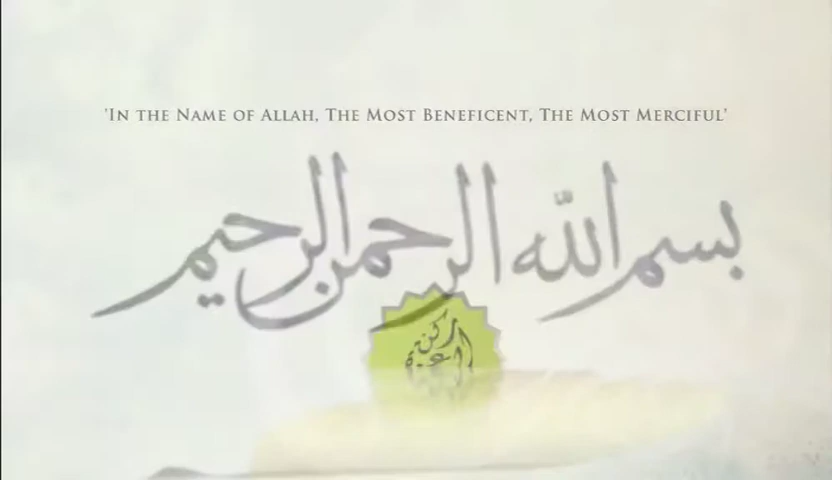 'In the Name of Allah, The Most Beneficent, The Most Merciful'
بسم الله الرحمن الرحيم